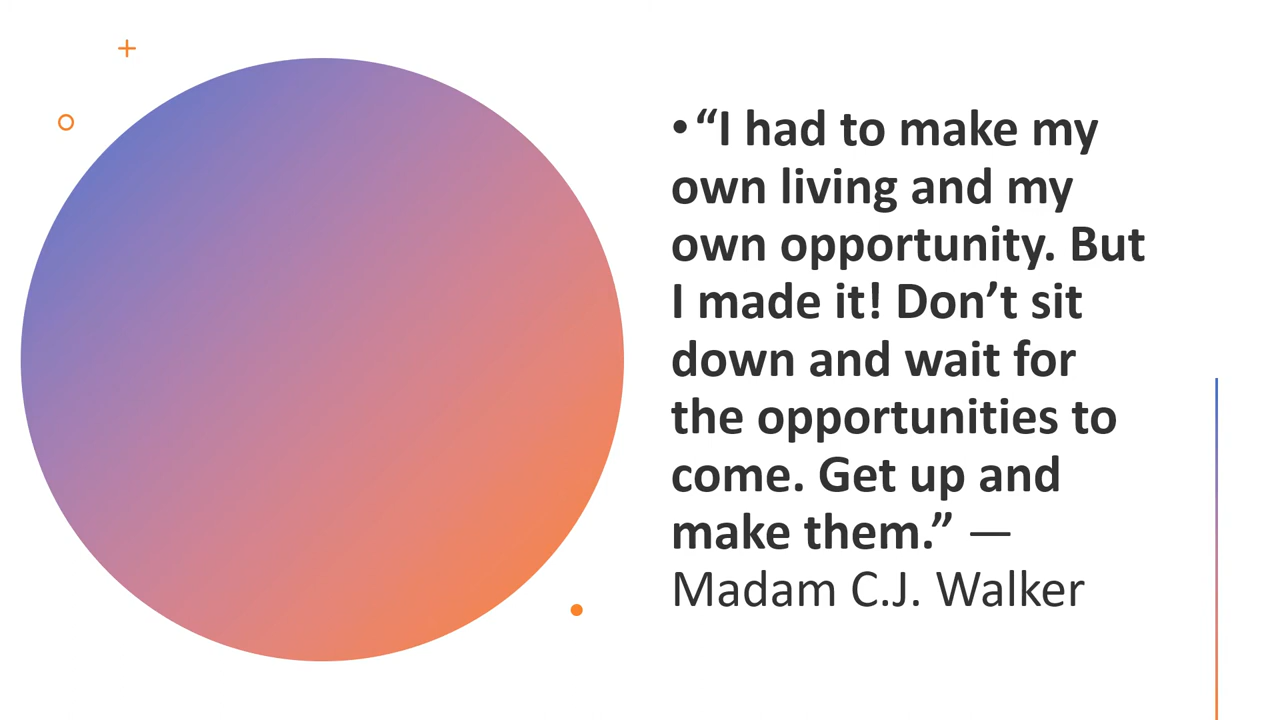 •“I had to make my
own living and my
own opportunity. But
I made it! Don’t sit
down and wait for
the opportunities to
come. Get up and
make them.” —
Madam C.J. Walker